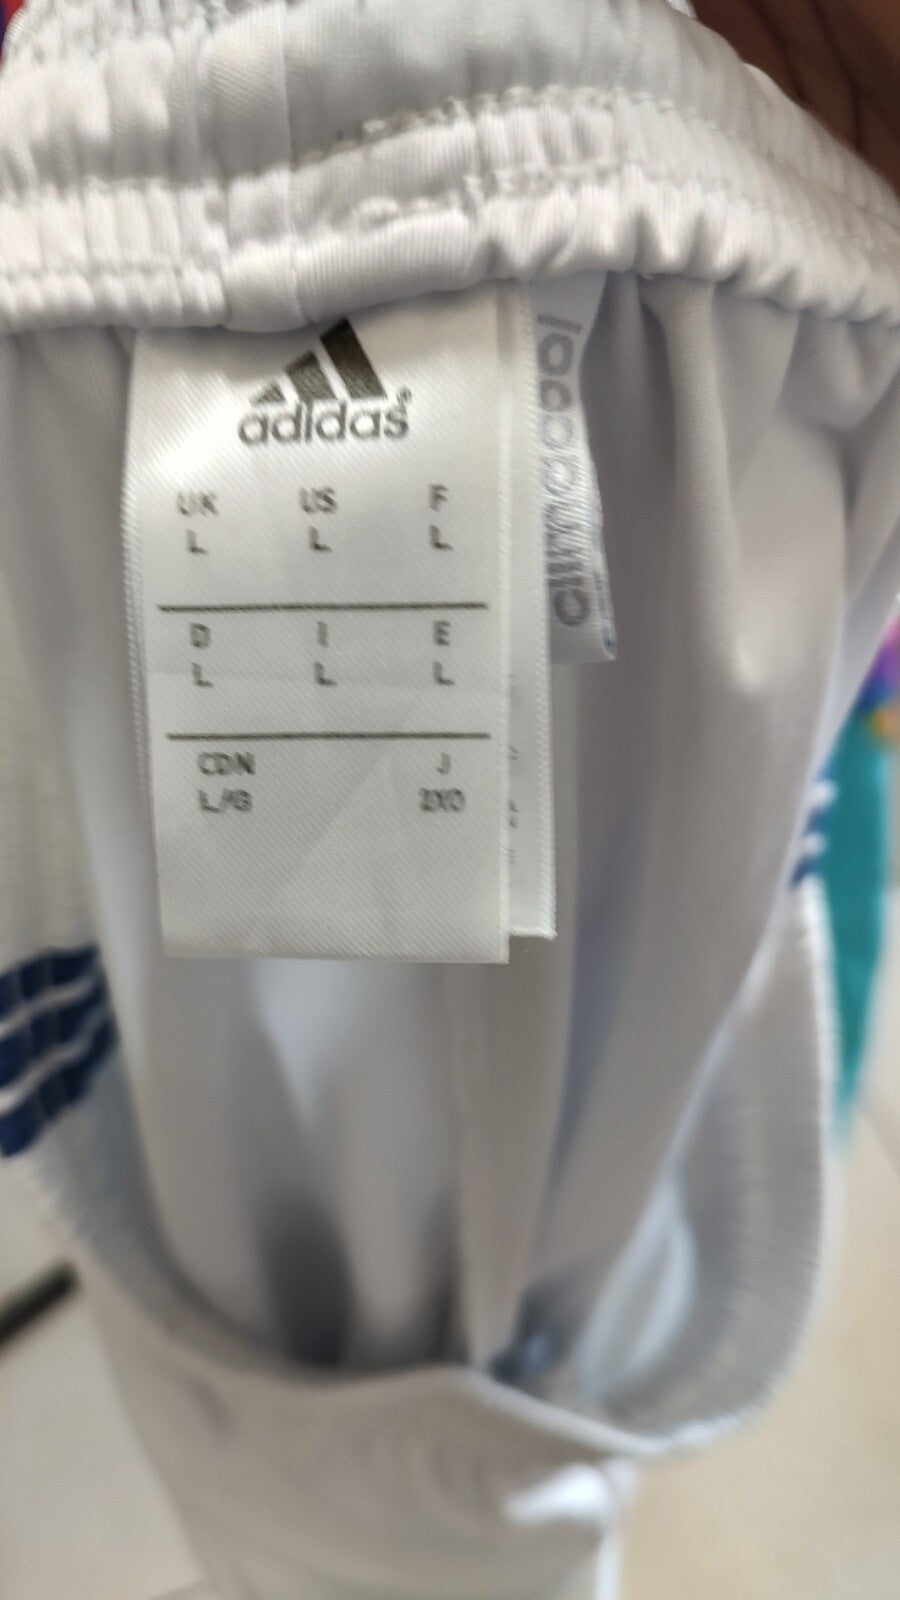 adidas®
UK US F
L L L
D I E
L L L
CDN J
L/G 2XO
climacool